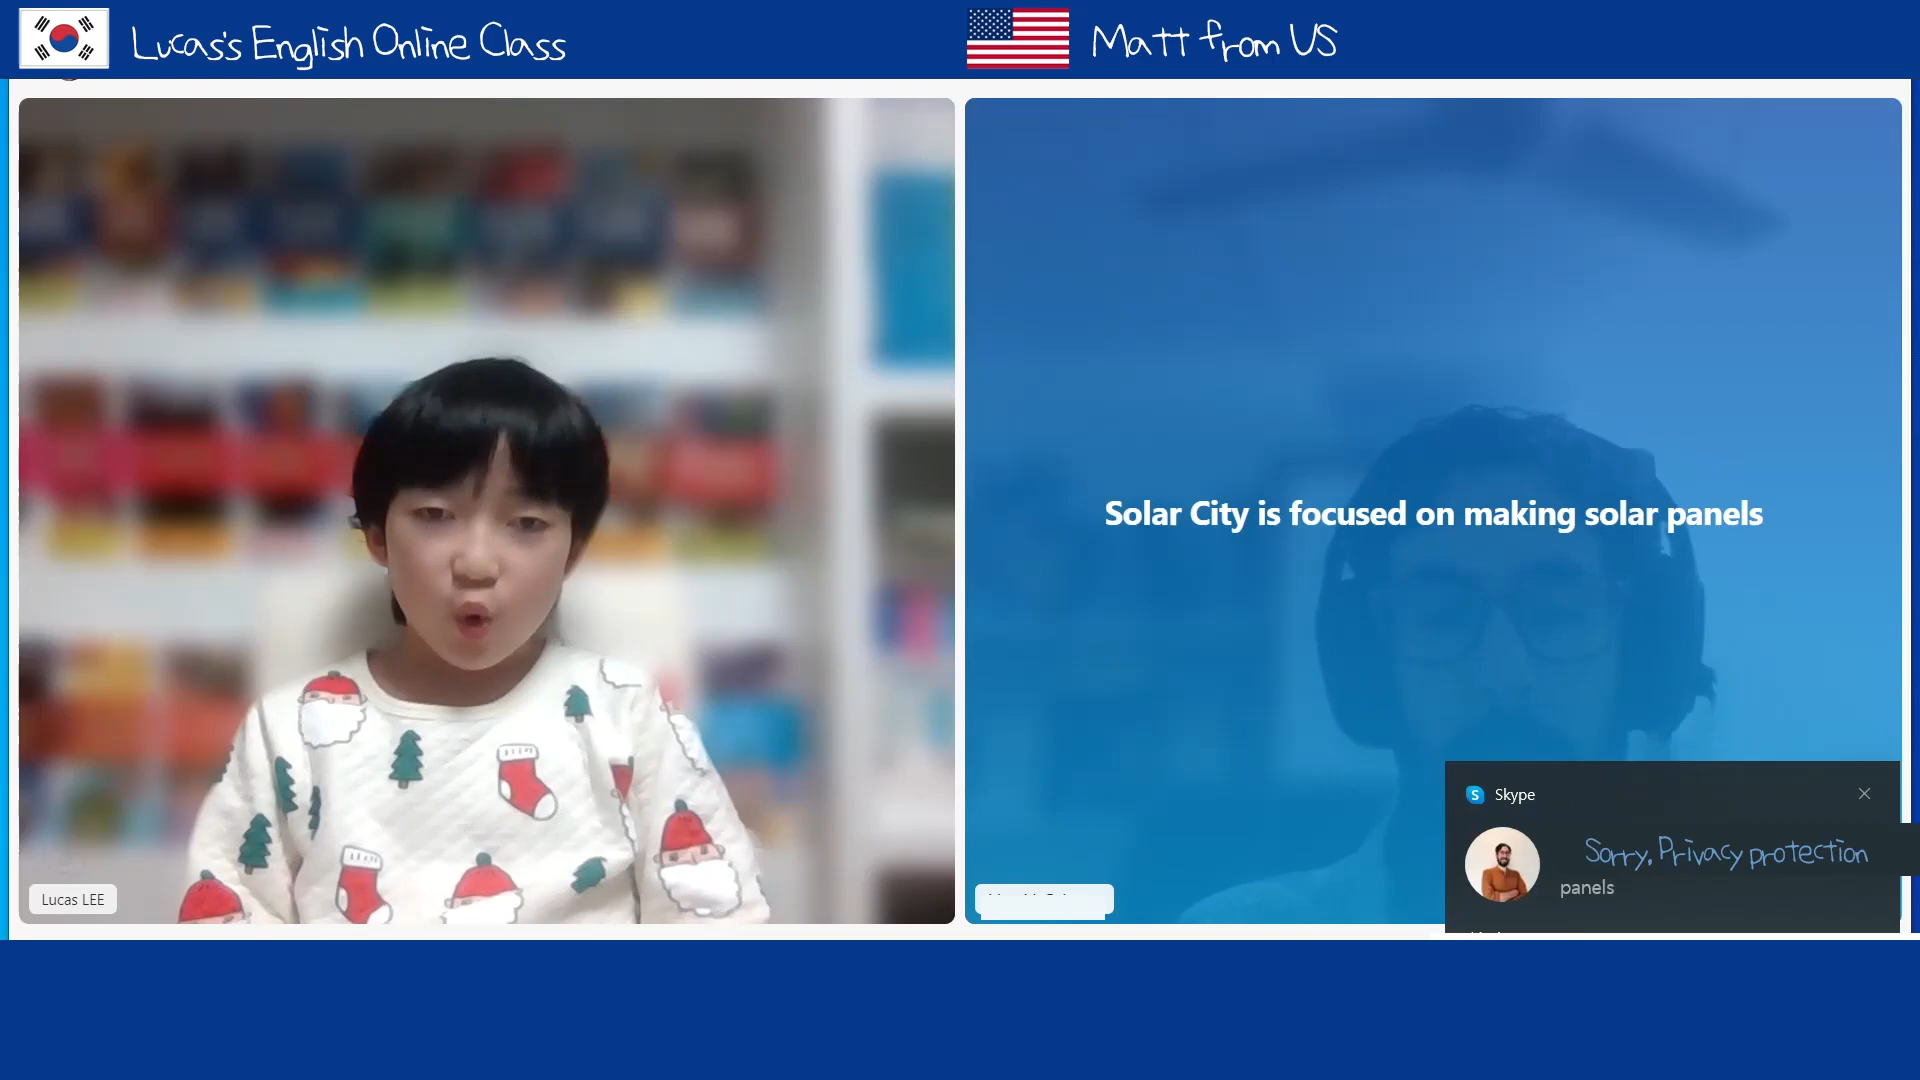 Lucas's English Online Class
Matt from US
Solar City is focused on making solar panels
Skype
Sorry, Privacy protection
panels
Lucas LEE